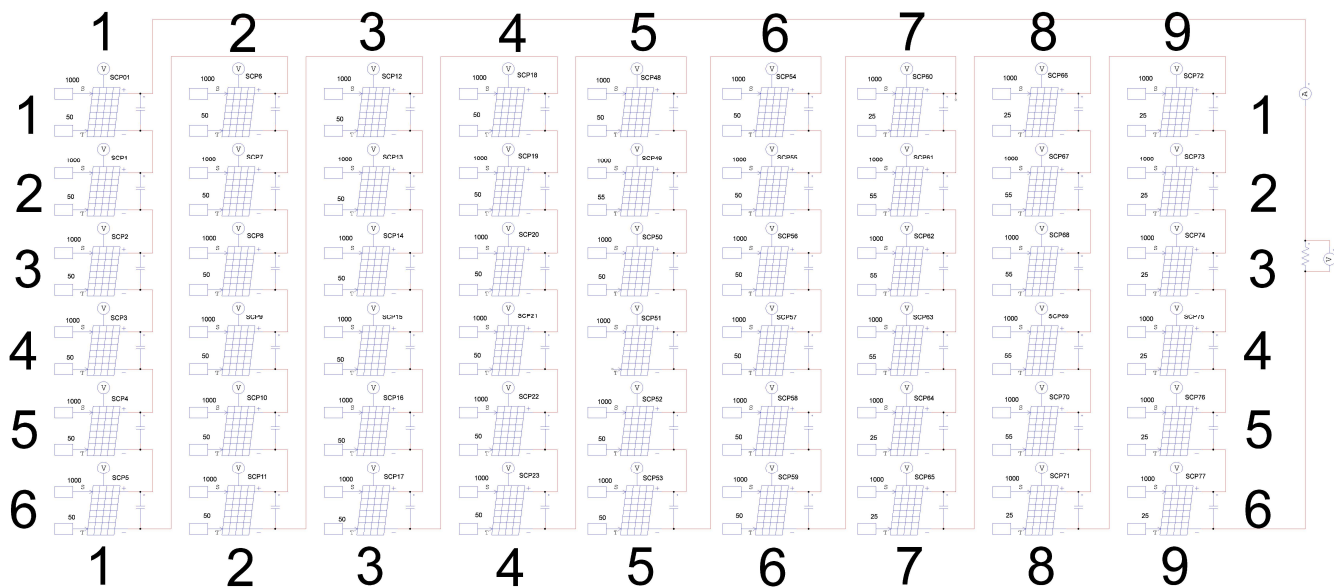 1 2 3 4 5 6 7 8 9
V SCP01 V SCP6 V SCP12 V SCP18 V SCP48 V SCP54 V SCP60 V SCP66 V SCP72
1000 S + 1000 S + 1000 S + 1000 S + 1000 S + 1000 S + 1000 S + 1000 S + 1000 S + A
1 50 T − 50 T − 50 T − 50 T − 50 T − 50 T − 25 T − 25 T − 25 T − 1
V SCP1 V SCP7 V SCP13 V SCP19 V SCP49 V SCP55 V SCP61 V SCP67 V SCP73
1000 S + 1000 S + 1000 S + 1000 S + 1000 S + 1000 S + 1000 S + 1000 S + 1000 S +
2 50 T − 50 T − 50 T − 50 T − 55 T − 50 T − 55 T − 55 T − 25 T − 2
V SCP2 V SCP8 V SCP14 V SCP20 V SCP50 V SCP56 V SCP62 V SCP68 V SCP74
1000 S + 1000 S + 1000 S + 1000 S + 1000 S + 1000 S + 1000 S + 1000 S + 1000 S +
3 50 T − 50 T − 50 T − 50 T − 50 T − 50 T − 55 T − 55 T − 25 T − 3
V SCP3 V SCP9 V SCP15 V SCP21 V SCP51 V SCP57 V SCP63 V SCP69 V SCP75
1000 S + 1000 S + 1000 S + 1000 S + 1000 S + 1000 S + 1000 S + 1000 S + 1000 S +
4 50 T − 50 T − 50 T − 50 T − T − 50 T − 55 T − 55 T − 25 T − 4
V SCP4 V SCP10 V SCP16 V SCP22 V SCP52 V SCP58 V SCP64 V SCP70 V SCP76
1000 S + 1000 S + 1000 S + 1000 S + 1000 S + 1000 S + 1000 S + 1000 S + 1000 S +
5 50 T − 50 T − 50 T − 50 T − 50 T − 50 T − 25 T − 55 T − 25 T − 5
V SCP5 V SCP11 V SCP17 V SCP23 V SCP53 V SCP59 V SCP65 V SCP71 V SCP77
1000 S + 1000 S + 1000 S + 1000 S + 1000 S + 1000 S + 1000 S + 1000 S + 1000 S +
6 50 T − 50 T − 50 T − 50 T − 50 T − 50 T − 25 T − 25 T − 25 T − 6
1 2 3 4 5 6 7 8 9